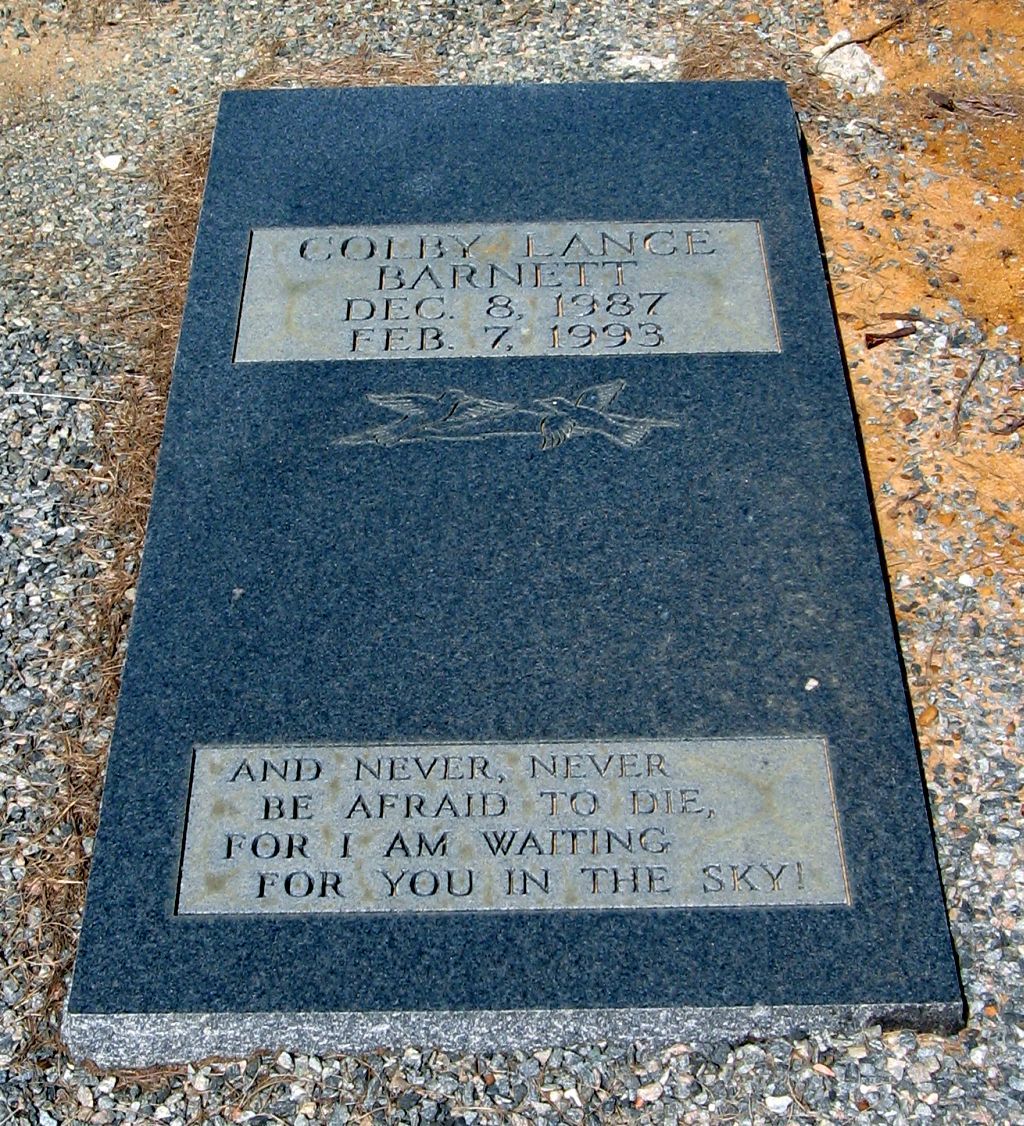 COLBY LANCE
BARNETT
DEC. 8, 1987
FEB. 7, 1993
AND NEVER, NEVER
BE AFRAID TO DIE,
FOR I AM WAITING
FOR YOU IN THE SKY!